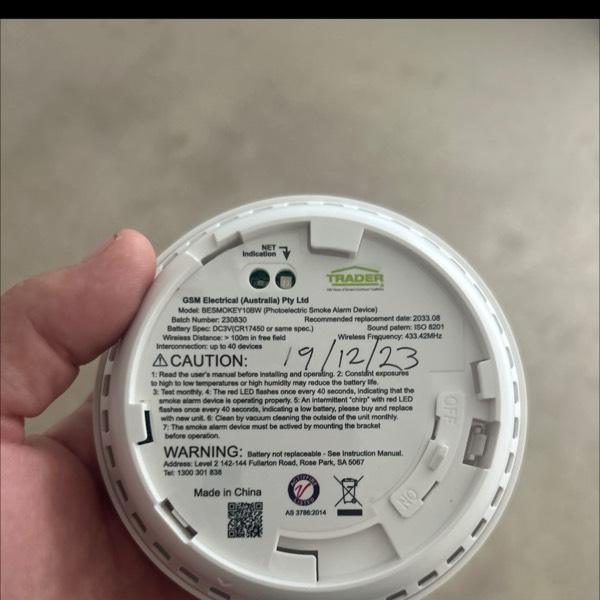 NET
Indication
TRADER
GSM Electrical (Australia) Pty Ltd
Model: BESMOKEY10BW (Photoelectric Smoke Alarm Device)
Batch Number: 230830 Recommended replacement date: 2033.08
Battery Spec: DC3V(CR17450 or same spec.) Sound patern: ISO 8201
Wireless Distance: > 100m in free field Wireless Frequency: 433.42MHz
Interconnection: up to 40 devices
CAUTION: 19/12/23
1: Read the user's manual before installing and operating. 2: Constant exposures
to high to low temperatures or high humidity may reduce the battery life.
3: Test monthly. 4: The red LED flashes once every 40 seconds, indicating that the
smoke alarm device is operating properly. 5: An intermittent "chirp" with red LED
flashes once every 40 seconds, indicating a low battery, please buy and replace
with new unit. 6: Clean by vacuum cleaning the outside of the unit monthly.
7: The smoke alarm device must be actived by mounting the bracket
before operation.
OFF
WARNING: Battery not replaceable - See Instruction Manual.
Address: Level 2 142-144 Fullarton Road, Rose Park, SA 5067
Tel: 1300 301 838
ON
Made in China
AS 3786:2014